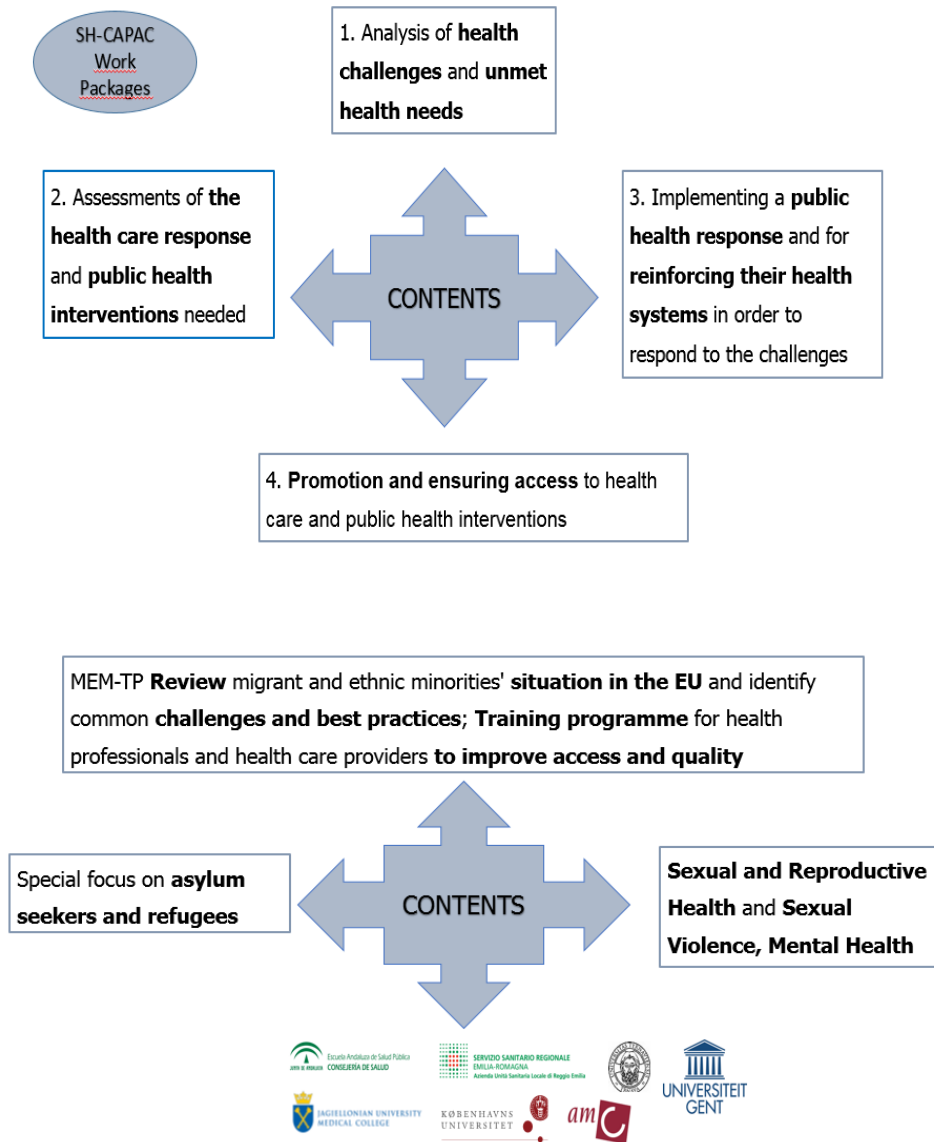 SH-CAPAC
Work
Packages
1. Analysis of health
challenges and unmet
health needs
2. Assessments of the
health care response
and public health
interventions needed
CONTENTS
3. Implementing a public
health response and for
reinforcing their health
systems in order to
respond to the challenges
4. Promotion and ensuring access to health
care and public health interventions
MEM-TP Review migrant and ethnic minorities' situation in the EU and identify
common challenges and best practices; Training programme for health
professionals and health care providers to improve access and quality
Special focus on asylum
seekers and refugees
CONTENTS
Sexual and Reproductive
Health and Sexual
Violence, Mental Health
Escuela Andaluza de Salud Pública
JUNTA DE ANDALUCIA CONSEJERÍA DE SALUD
SERVIZIO SANITARIO REGIONALE
EMILIA-ROMAGNA
Azienda Unità Sanitaria Locale di Reggio Emilia
UNIVERSITEIT
GENT
JAGIELLONIAN UNIVERSITY
MEDICAL COLLEGE
KØBENHAVNS
UNIVERSITET
amC